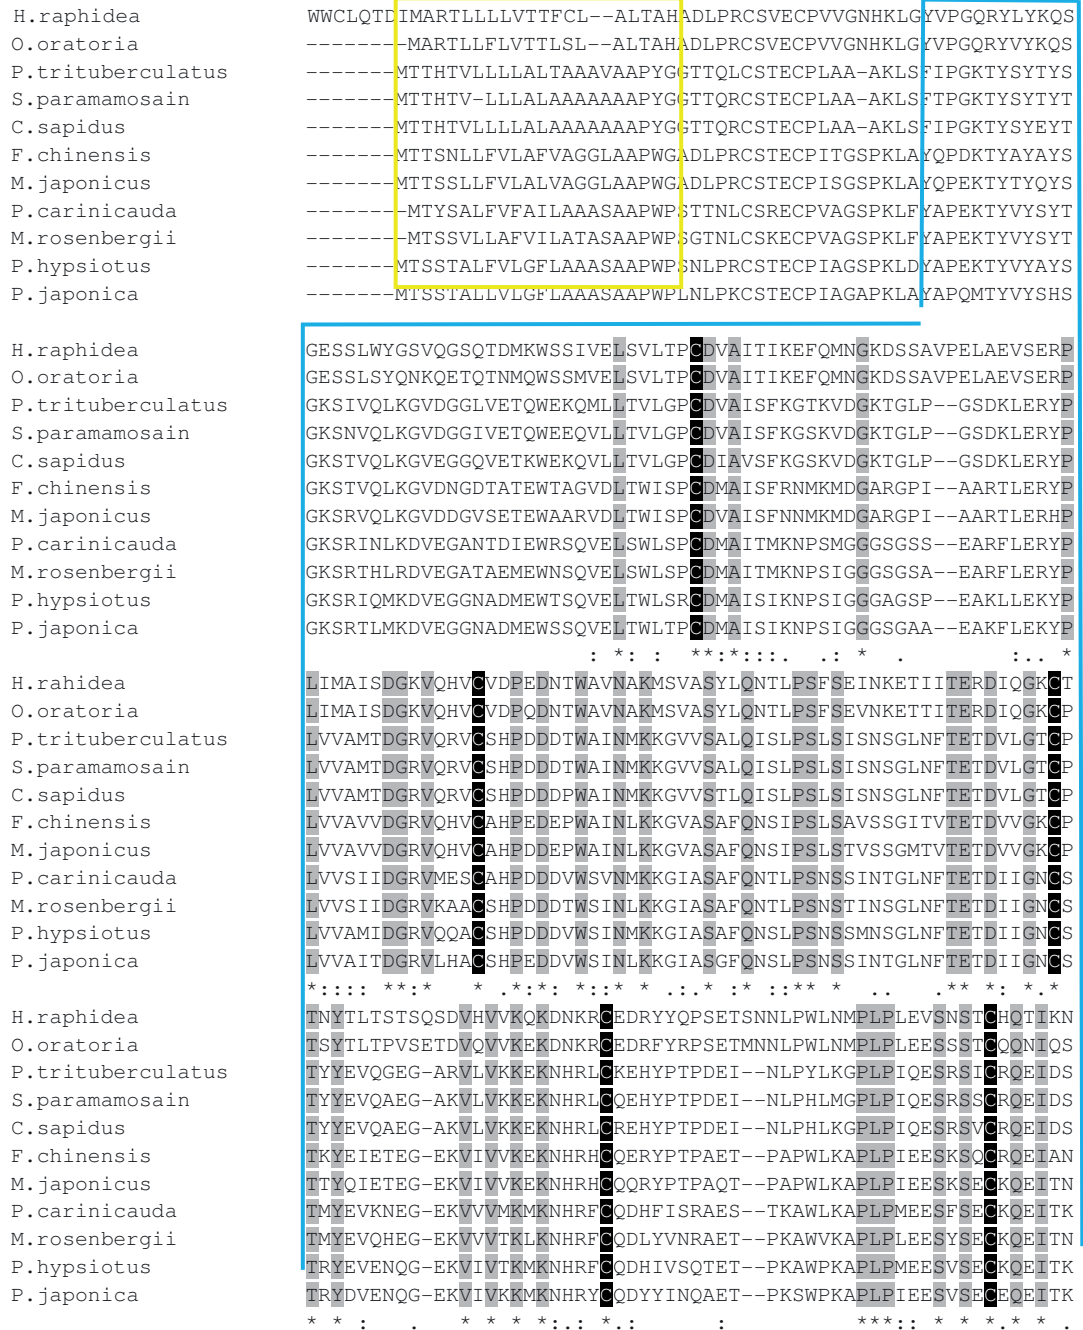 H.raphidea WWCLQTDIMARTLLLLVTTFCL--ALTAHADLPRCSVECPVVGNHKLGYVPGQRYLYKQS
O.oratoria --------MARTLLFLVTTLSL--ALTAHADLPRCSVECPVVGNHKLGYVPGQRYVYKQS
P.trituberculatus -------MTTHTVLLLLALTAAAVAAPYGGTTQLCSTECPLAA-AKLSFIPGKTYSYTYS
S.paramamosain -------MTTHTV-LLLALAAAAAAAPYGGTTQRCSTECPLAA-AKLSFTPGKTYSYTYT
C.sapidus -------MTTHTVLLLLALAAAAAAAPYGGTTQRCSTECPLAA-AKLSFIPGKTYSYEYT
F.chinensis -------MTTSNLLFVLAFVAGGLAAPWGADLPRCSTECPITGSPKLAYQPDKTYAYAYS
M.japonicus -------MTTSSLLFVLALVAGGLAAPWGADLPRCSTECPISGSPKLAYQPEKTYTYQYS
P.carinicauda --------MTYSALFVFAILAAASAAPWPSTTNLCSRECPVAGSPKLFYAPEKTYVYSYT
M.rosenbergii --------MTSSVLLAFVILATASAAPWPSGTNLCSKECPVAGSPKLFYAPEKTYVYSYT
P.hypsiotus -------MTSSTALFVLGFLAAASAAPWPSNLPRCSTECPIAGSPKLDYAPEKTYVYAYS
P.japonica -------MTSSTALLVLGFLAAASAAPWPLNLPKCSTECPIAGAPKLAYAPQMTYVYSHS
H.raphidea GESSLWYGSVQGSQTDMKWSSIVELSVLTPCDVAITIKEFQMNGKDSSAVPELAEVSERP
O.oratoria GESSLSYQNKQETQTNMQWSSMVELSVLTPCDVAITIKEFQMNGKDSSAVPELAEVSERP
P.trituberculatus GKSIVQLKGVDGGLVETQWEKQMLLTVLGPCDVAISFKGTKVDGKTGLP--GSDKLERYP
S.paramamosain GKSNVQLKGVDGGIVETQWEEQVLLTVLGPCDVAISFKGSKVDGKTGLP--GSDKLERYP
C.sapidus GKSTVQLKGVEGGQVETKWEKQVLLTVLGPCDIAVSFKGSKVDGKTGLP--GSDKLERYP
F.chinensis GKSTVQLKGVDNGDTATEWTAGVDLTWISPCDMAISFRNMKMDGARGPI--AARTLERYP
M.japonicus GKSRVQLKGVDDGVSETEWAARVDLTWISPCDVAISFNNMKMDGARGPI--AARTLERHP
P.carinicauda GKSRINLKDVEGANTDIEWRSQVELSWLSPCDMAITMKNPSMGGGSGSS--EARFLERYP
M.rosenbergii GKSRTHLRDVEGATAEMEWNSQVELSWLSPCDMAITMKNPSIGGGSGSA--EARFLERYP
P.hypsiotus GKSRIQMKDVEGGNADMEWTSQVELTWLSRCDMAISIKNPSIGGGAGSP--EAKLLEKYP
P.japonica GKSRTLMKDVEGGNADMEWSSQVELTWLTPCDMAISIKNPSIGGGSGAA--EAKFLEKYP
: *: : **:*:::. .: * . :.. *
H.rahidea LIMAISDGKVQHVCVDPEDNTWAVNAKMSVASYLQNTLPSFSEINKETIITERDIQGKCT
O.oratoria LIMAISDGKVQHVCVDPQDNTWAVNAKMSVASYLQNTLPSFSEVNKETTITERDIQGKCP
P.trituberculatus LVVAMTDGRVQRVCSHPDDDTWAINMKKGVVSALQISLPSLSISNSGLNFTETDVLGTCP
S.paramamosain LVVAMTDGRVQRVCSHPDDDTWAINMKKGVVSALQISLPSLSISNSGLNFTETDVLGTCP
C.sapidus LVVAMTDGRVQRVCSHPDDDPWAINMKKGVVSTLQISLPSLSISNSGLNFTETDVLGTCP
F.chinensis LVVAVVDGRVQHVCAHPEDEPWAINLKKGVASAFQNSIPSLSAVSSGITVTETDVVGKCP
M.japonicus LVVAVVDGRVQHVCAHPDDEPWAINLKKGVASAFQNSIPSLSTVSSGMTVTETDVVGKCP
P.carinicauda LVVSIIDGRVMESCAHPDDDVWSVNMKKGIASAFQNTLPSNSSINTGLNFTETDIIGNCS
M.rosenbergii LVVSIIDGRVKAACSHPDDDTWSINLKKGIASAFQNTLPSNSTINSGLNFTETDIIGNCS
P.hypsiotus LVVAMIDGRVQQACSHPDDDVWSINMKKGIASAFQNSLPSNSSMNSGLNFTETDIIGNCS
P.japonica LVVAITDGRVLHACSHPEDDVWSINLKKGIASGFQNSLPSNSSINTGLNFTETDIIGNCS
*:::: **:* * .*:*: *::* * .:.* :* ::** * .. .** *: *.*
H.raphidea TNYTLTSTSQSDVHVVKQKDNKRCEDRYYQPSETSNNLPWLNMPLPLEVSNSTCHQTIKN
O.oratoria TSYTLTPVSETDVQVVKEKDNKRCEDRFYRPSETMNNLPWLNMPLPLEESSSTCQQNIQS
P.trituberculatus TYYEVQGEG-ARVLVKKEKNHRLCKEHYPTPDEI--NLPYLKGPLPIQESRSICRQEIDS
S.paramamosain TYYEVQAEG-AKVLVKKEKNHRLCQEHYPTPDEI--NLPHLMGPLPIQESRSSCRQEIDS
C.sapidus TYYEVQAEG-AKVLVKKEKNHRLCREHYPTPDEI--NLPHLKGPLPIQESRSVCRQEIDS
F.chinensis TKYEIETEG-EKVIVVKEKNHRHCQERYPTPAET--PAPWLKAPLPIEESKSQCRQEIAN
M.japonicus TTYQIETEG-EKVIVVKEKNHRHCQQRYPTPAQT--PAPWLKAPLPIEESKSECKQEITN
P.carinicauda TMYEVKNEG-EKVVVMKMKNHRFCQDHFISRAES--TKAWLKAPLPMEESFSECKQEITK
M.rosenbergii TMYEVQHEG-EKVVVTKLKNHRFCQDLYVNRAET--PKAWVKAPLPLEESYSECKQEITN
P.hypsiotus TRYEVENQG-EKVIVTKMKNHRFCQDHIVSQTET--PKAWPKAPLPMEESVSECKQEITK
P.japonica TRYDVENQG-EKVIVKKMKNHRYCQDYYINQAET--PKSWPKAPLPIEESVSECEQEITK
* * : . * * * *:.: *.: : ***:: * *.* * .